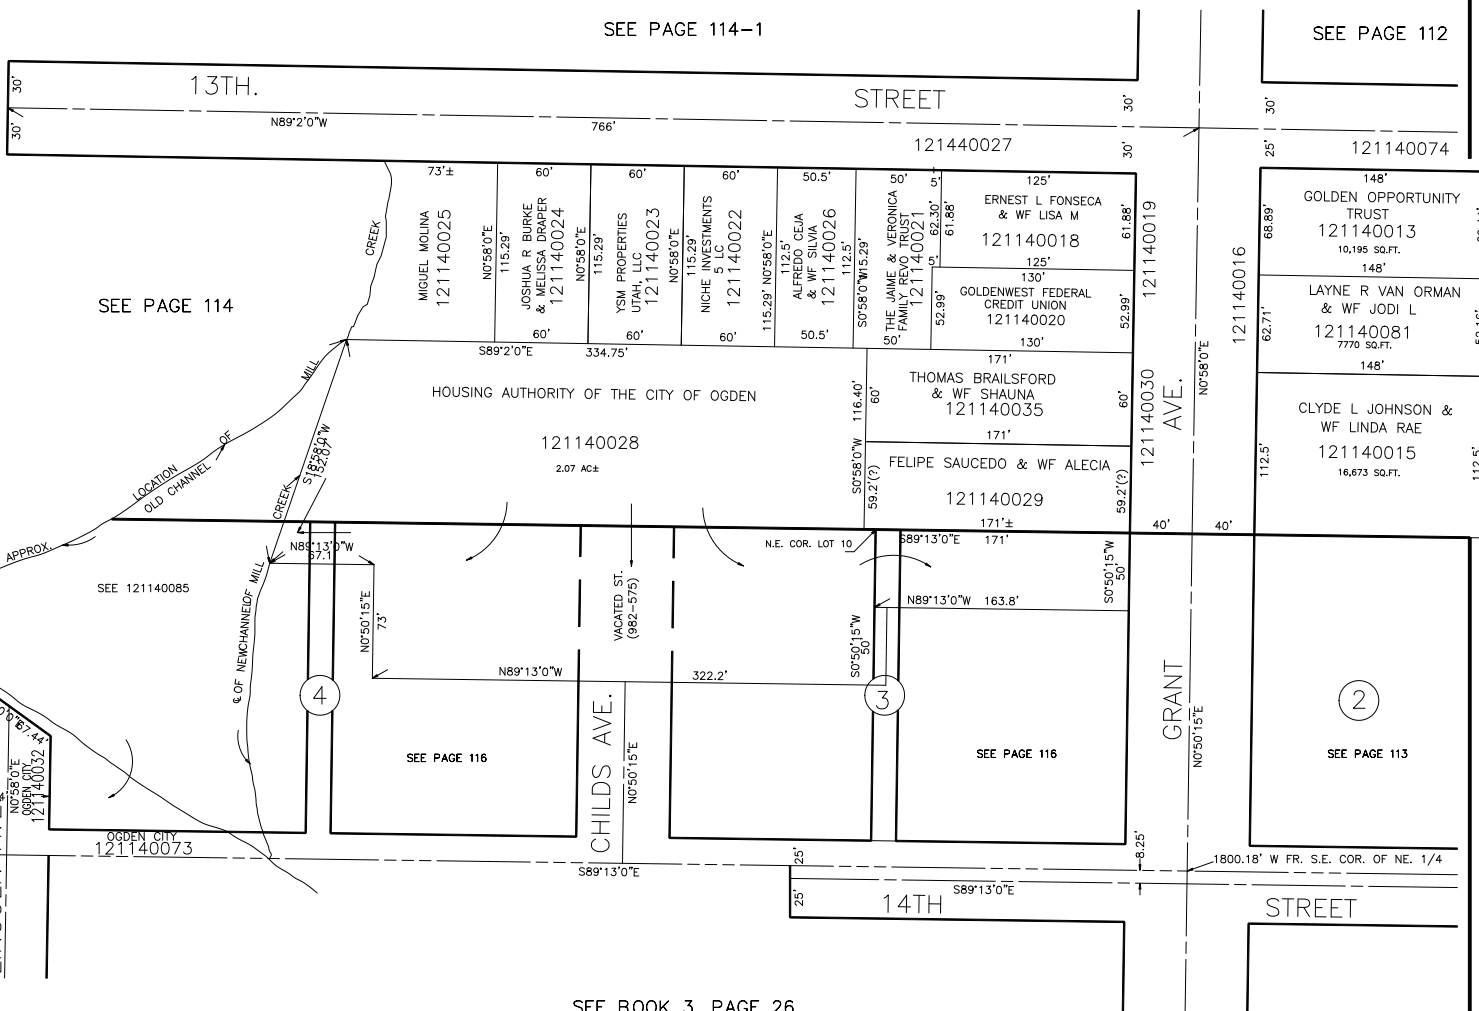 SEE PAGE 114-1
SEE PAGE 112
30'
30'
13TH.
STREET
N89°2'0"W
766'
121440027
30'
30'
30'
25'
121140074
SEE PAGE 114
CREEK
MILL
OF
LOCATION
OLD CHANNEL
APPROX.
73'±
MIGUEL MOLINA
121140025
N0°58'0"E
115.29'
60'
JOSHUA R BURKE
& MELISSA DRAPER
121140024
60'
N0°58'0"E
115.29'
60'
YSM PROPERTIES
UTAH, LLC
121140023
60'
N0°58'0"E
115.29'
60'
NICHE INVESTMENTS
5 LC
121140022
60'
115.29' N0°58'0"E
50.5'
112.5'
ALFREDO CEJA
& WF SILVIA
121140026
112.5'
50.5'
50'
THE JAIME & VERONICA
FAMILY REVO TRUST
121140021
50'
5'
62.30'
61.88'
5'
125'
ERNEST L FONSECA
& WF LISA M
121140018
61.88'
125'
130'
GOLDENWEST FEDERAL
CREDIT UNION
121140020
52.99'
52.99'
130'
121140019
121140016
121140030
AVE.
N0°58'0"E
148'
GOLDEN OPPORTUNITY
TRUST
121140013
10,195 SQ.FT.
68.89'
148'
LAYNE R VAN ORMAN
& WF JODI L
121140081
7770 SQ.FT.
62.71'
148'
CLYDE L JOHNSON &
WF LINDA RAE
121140015
16,673 SQ.FT.
112.5'
112.5'
S89°2'0"E
334.75'
HOUSING AUTHORITY OF THE CITY OF OGDEN
121140028
2.07 AC±
116.40'
S0°58'0"W
171'
THOMAS BRAILSFORD
& WF SHAUNA
121140035
60'
60'
171'
FELIPE SAUCEDO & WF ALECIA
121140029
59.2'(?)
59.2'(?)
171'±
S18°58'0"W
152.07'
CREEK
N89°13'0"W
SEE 121140085
N0°50'15"E
73'
N89°13'0"W
322.2'
VACATED ST.
(982-575)
N.E. COR. LOT 10
S89°13'0"E
171'
40'
40'
S0°50'15"W
50'
N89°13'0"W
163.8'
S0°50'15"W
50'
4
3
2
GRANT
N0°50'15"E
SEE PAGE 116
SEE PAGE 116
SEE PAGE 113
CHILDS AVE.
N0°50'15"E
67.44'
N0°58'0"E
OGDEN CITY
121140032
OGDEN CITY
121140073
S89°13'0"E
25'
25'
S89°13'0"E
8.25'
1800.18' W FR. S.E. COR. OF NE. 1/4
14TH
STREET
SEE BOOK 3, PAGE 26